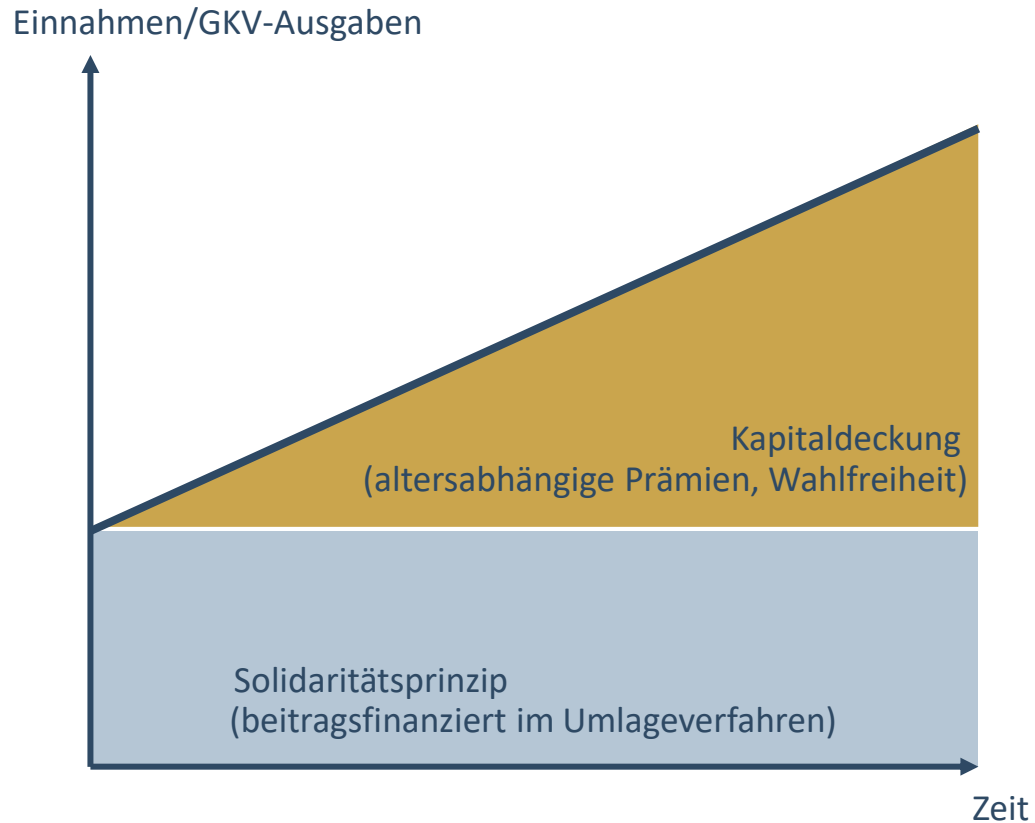 Einnahmen/GKV-Ausgaben
Kapitaldeckung
(altersabhängige Prämien, Wahlfreiheit)
Solidaritätsprinzip
(beitragsfinanziert im Umlageverfahren)
Zeit